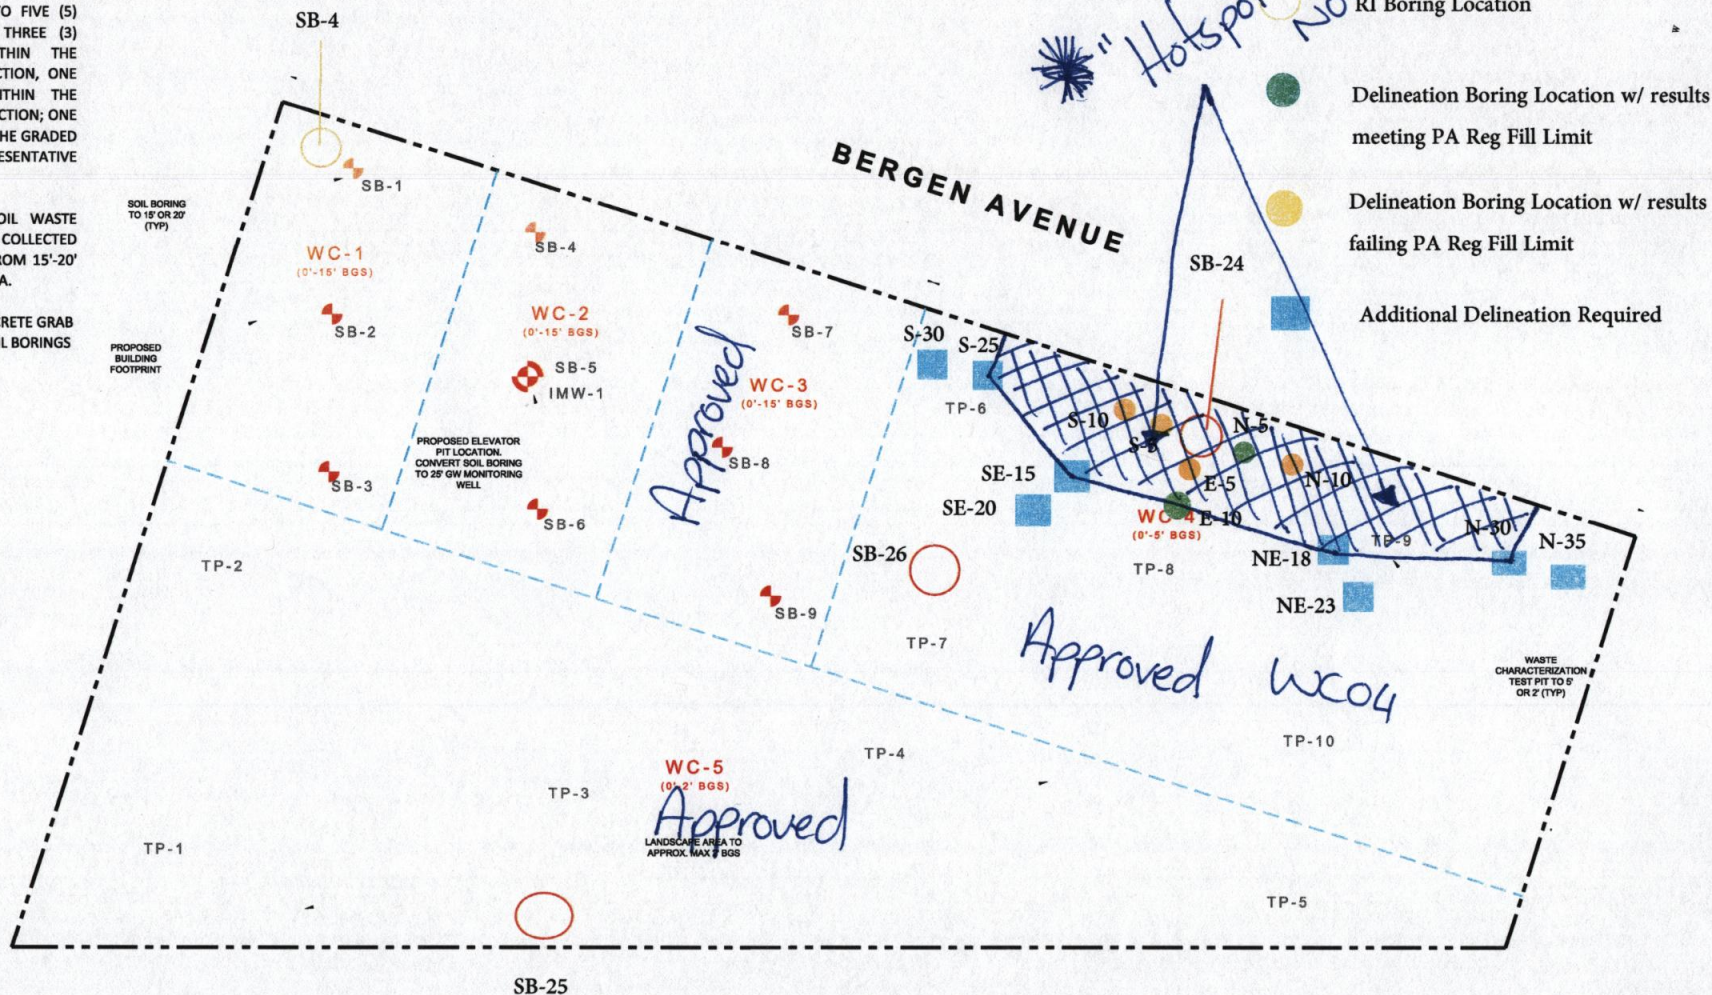 TO FIVE (5)
THREE (3)
THIN THE
CTION, ONE
ITHIN THE
CTION; ONE
HE GRADED
ESENTATIVE
OIL WASTE
COLLECTED
ROM 15'-20'
A.
CRETE GRAB
IL BORINGS
SB-4
"Hotspo
NO
RI Boring Location
Delineation Boring Location w/ results
meeting PA Reg Fill Limit
Delineation Boring Location w/ results
failing PA Reg Fill Limit
Additional Delineation Required
BERGEN AVENUE
SB-24
SOIL BORING
TO 15' OR 20'
(TYP)
PROPOSED
BUILDING
FOOTPRINT
SB-1
WC-1
(0'-15' BGS)
SB-2
SB-3
SB-4
WC-2
(0'-15' BGS)
SB-5
IMW-1
PROPOSED ELEVATOR
PIT LOCATION.
CONVERT SOIL BORING
TO 25' GW MONITORING
WELL
SB-6
SB-7
Approved
WC-3
(0'-15' BGS)
SB-8
SB-9
S-30
S-25
TP-6
S-10
S-5
N-5
SE-15
E-5
N-10
SE-20
WC-4
E-10
(0'-5' BGS)
N-30
N-35
TP-9
NE-18
TP-8
NE-23
SB-26
TP-7
Approved WC04
WASTE
CHARACTERIZATION
TEST PIT TO 5'
OR 2' (TYP)
TP-2
TP-10
TP-4
WC-5
(0'-2' BGS)
TP-3
Approved
LANDSCAPE AREA TO
APPROX. MAX 2' BGS
TP-1
TP-5
SB-25